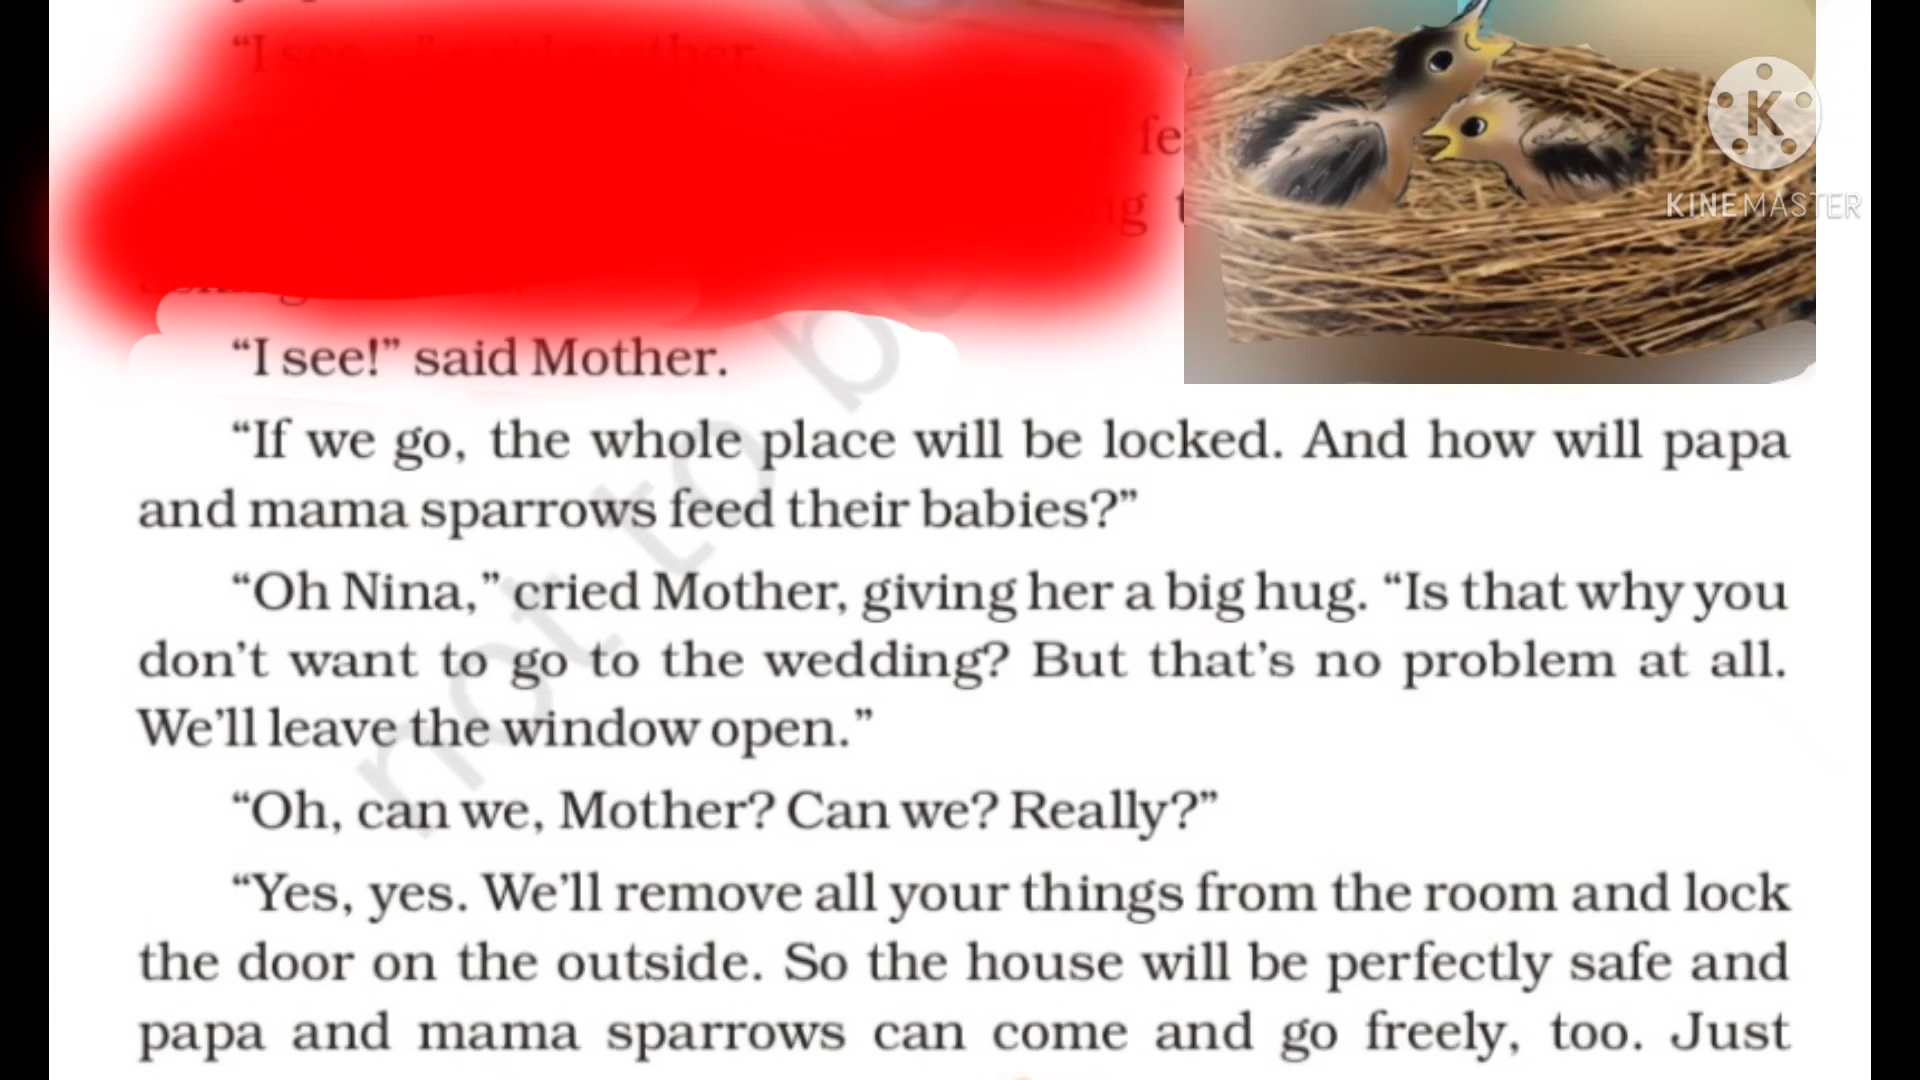 “I see!” said Mother.
“If we go, the whole place will be locked. And how will papa
and mama sparrows feed their babies?”
“Oh Nina,” cried Mother, giving her a big hug. “Is that why you
don’t want to go to the wedding? But that’s no problem at all.
We’ll leave the window open.”
“Oh, can we, Mother? Can we? Really?”
“Yes, yes. We’ll remove all your things from the room and lock
the door on the outside. So the house will be perfectly safe and
papa and mama sparrows can come and go freely, too. Just
not to be
K
KINEMASTER